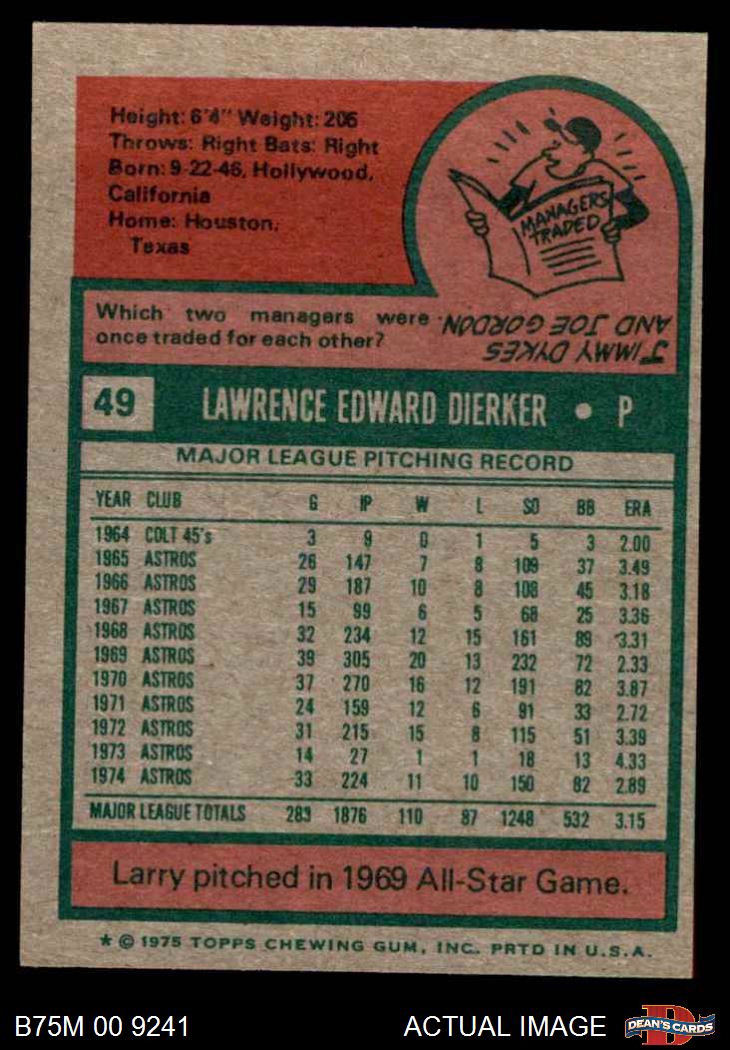 Height: 6'4" Weight: 206
Throws: Right Bats: Right
Born: 9-22-46, Hollywood,
California
Home: Houston,
Texas
MANAGERS
TRADED
Which two managers were
once traded for each other?
JIMMY DYKES
AND JOE GORDON
49 LAWRENCE EDWARD DIERKER • P
MAJOR LEAGUE PITCHING RECORD
YEAR CLUB G IP W L SO BB ERA
1964 COLT 45's 3 9 0 1 5 3 2.00
1965 ASTROS 26 147 7 8 109 37 3.49
1966 ASTROS 29 187 10 8 108 45 3.18
1967 ASTROS 15 99 6 5 68 25 3.36
1968 ASTROS 32 234 12 15 161 89 3.31
1969 ASTROS 39 305 20 13 232 72 2.33
1970 ASTROS 37 270 16 12 191 82 3.87
1971 ASTROS 24 159 12 6 91 33 2.72
1972 ASTROS 31 215 15 8 115 51 3.39
1973 ASTROS 14 27 1 1 18 13 4.33
1974 ASTROS 33 224 11 10 150 82 2.89
MAJOR LEAGUE TOTALS 283 1876 110 87 1248 532 3.15
Larry pitched in 1969 All-Star Game.
* © 1975 TOPPS CHEWING GUM, INC. PRTD IN U.S.A.
B75M 00 9241 ACTUAL IMAGE
D
DEAN'S CARDS